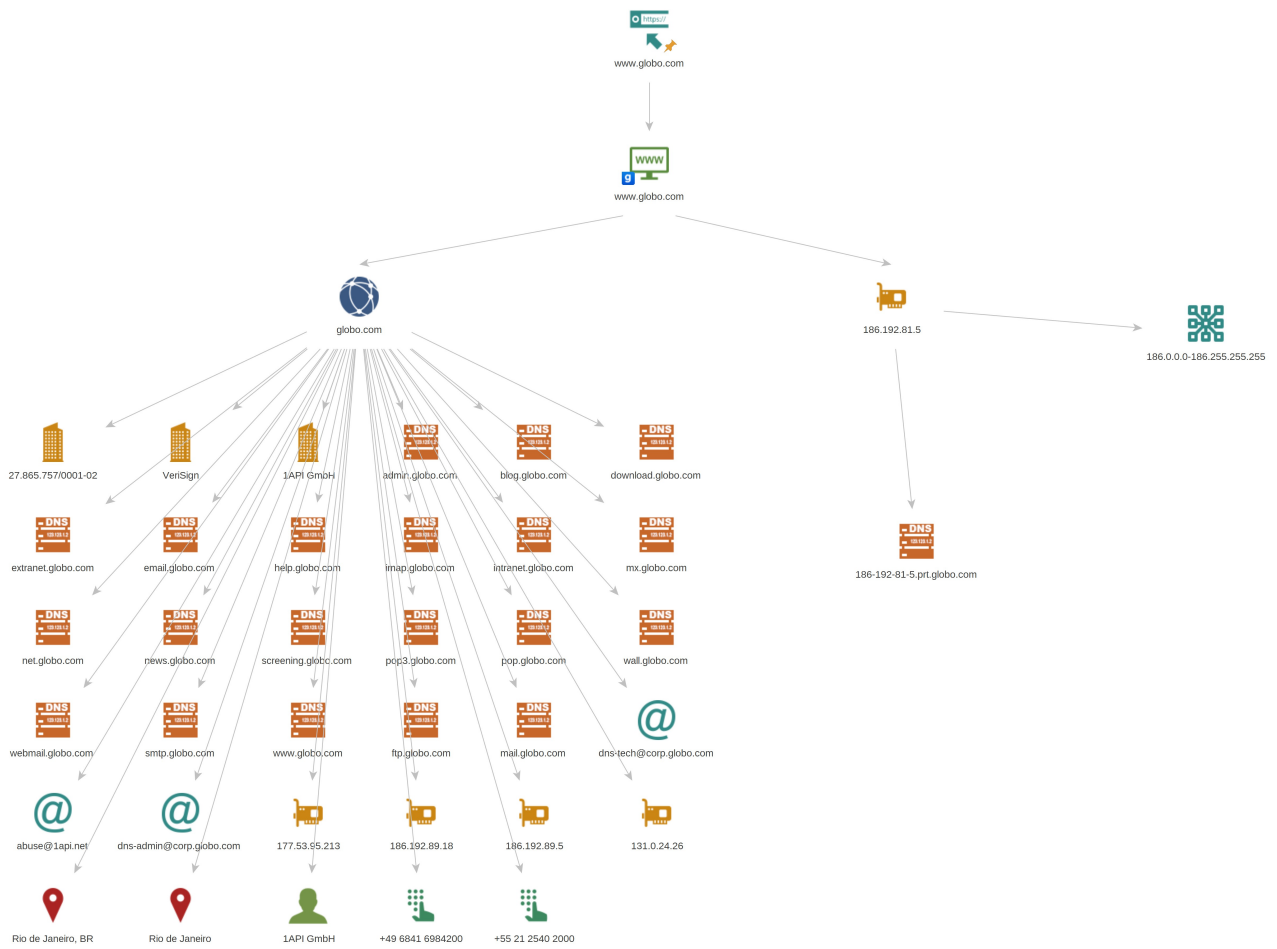 https://
www.globo.com
www
g
www.globo.com
globo.com
186.192.81.5
186.0.0.0-186.255.255.255
27.865.757/0001-02
VeriSign
1API GmbH
DNS
admin.globo.com
DNS
blog.globo.com
DNS
download.globo.com
DNS
extranet.globo.com
DNS
email.globo.com
DNS
help.globo.com
DNS
imap.globo.com
DNS
intranet.globo.com
DNS
mx.globo.com
DNS
186-192-81-5.prt.globo.com
DNS
net.globo.com
DNS
news.globo.com
DNS
screening.globo.com
DNS
pop3.globo.com
DNS
pop.globo.com
DNS
wall.globo.com
DNS
webmail.globo.com
DNS
smtp.globo.com
DNS
www.globo.com
DNS
ftp.globo.com
DNS
mail.globo.com
@
dns-tech@corp.globo.com
@
abuse@1api.net
@
dns-admin@corp.globo.com
177.53.95.213
186.192.89.18
186.192.89.5
131.0.24.26
Rio de Janeiro, BR
Rio de Janeiro
1API GmbH
+49 6841 6984200
+55 21 2540 2000